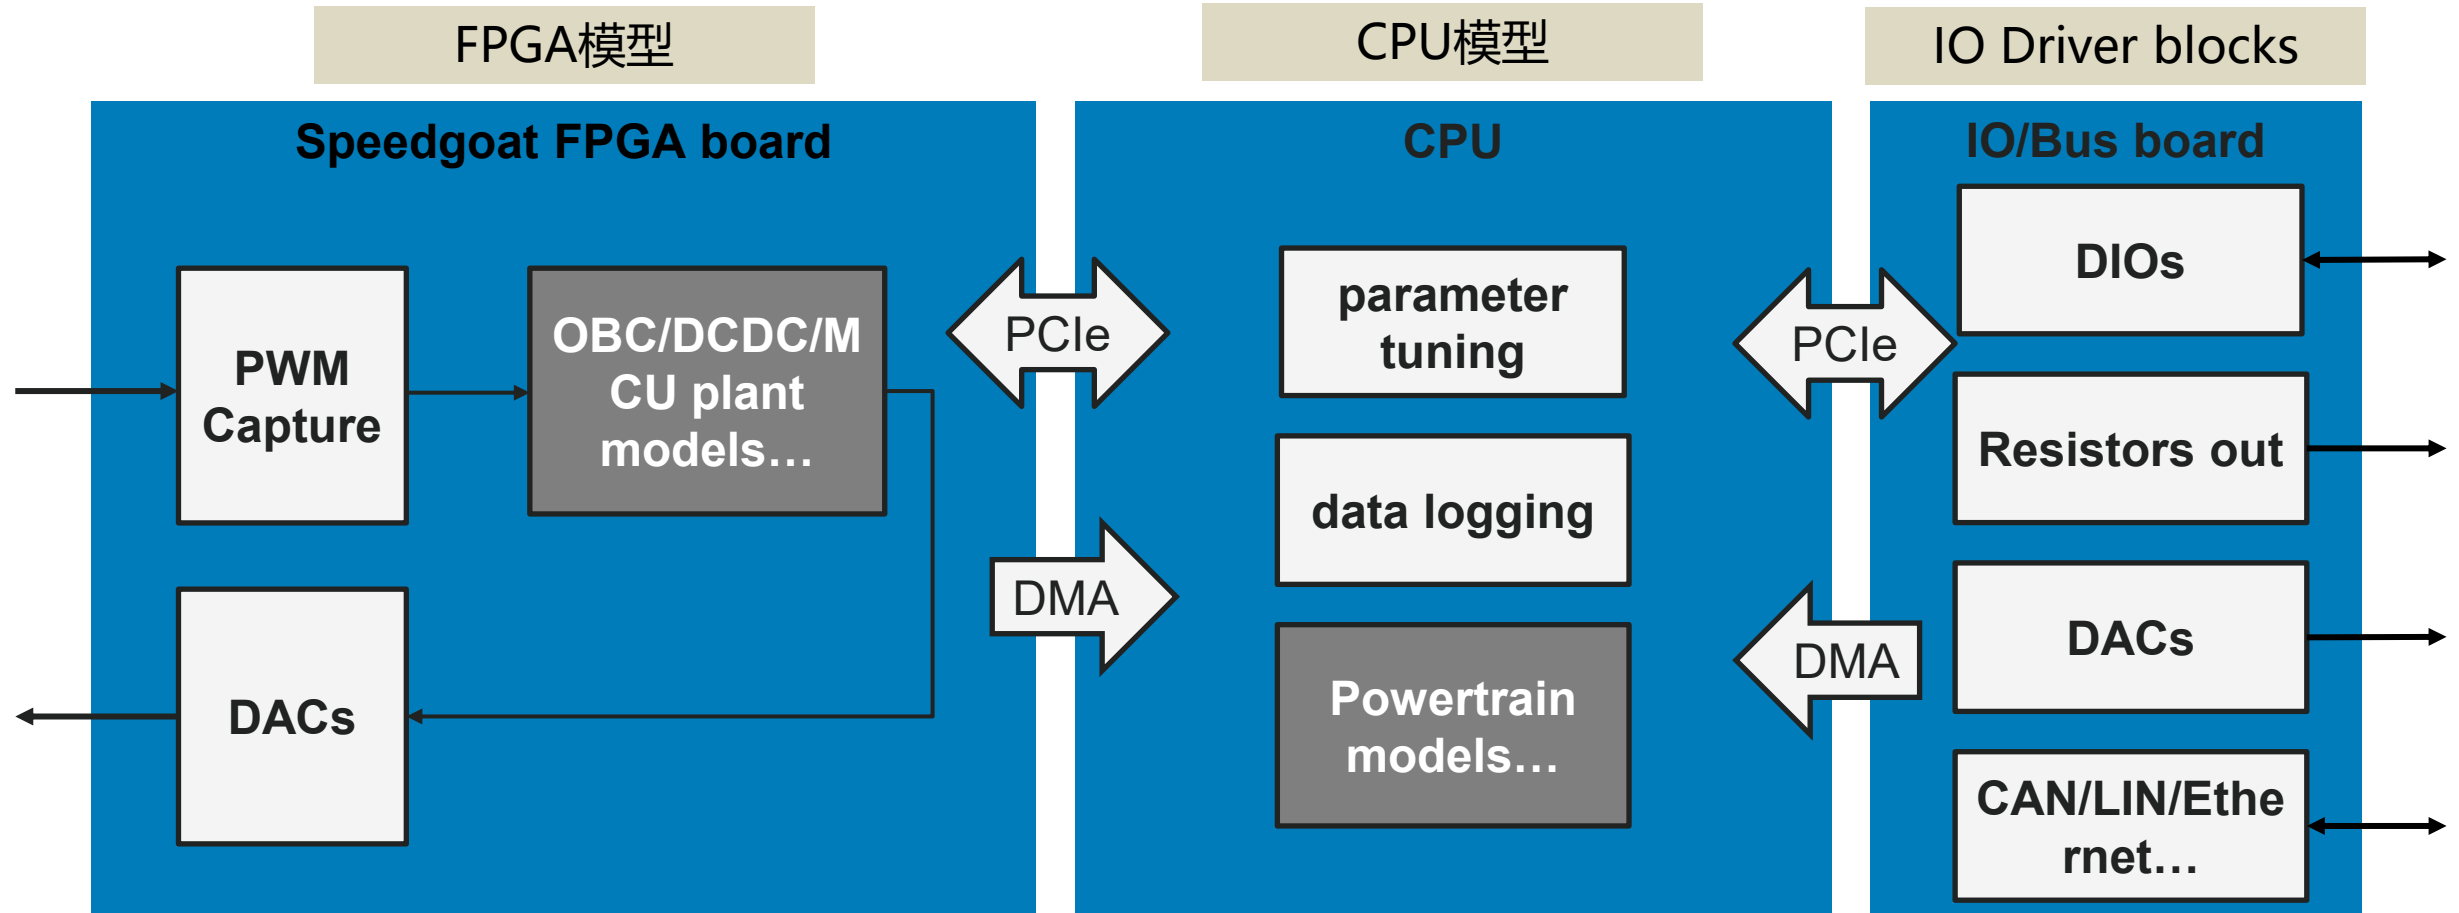 FPGA模型
CPU模型
IO Driver blocks
Speedgoat FPGA board
PWM
Capture
OBC/DCDC/M
CU plant
models…
DACs
PCIe
DMA
CPU
parameter
tuning
data logging
Powertrain
models…
PCIe
DMA
IO/Bus board
DIOs
Resistors out
DACs
CAN/LIN/Ethe
rnet…